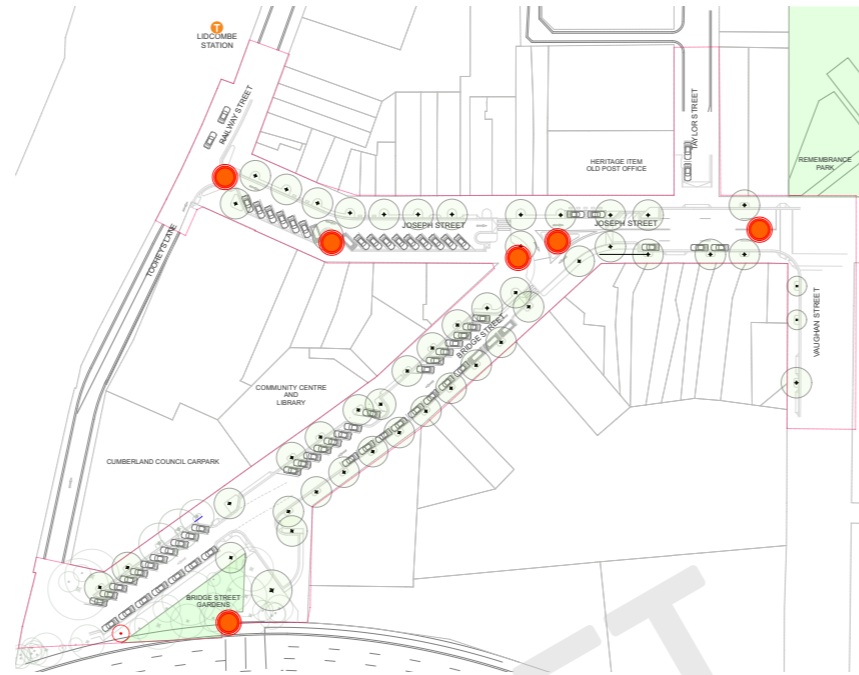 T
LIDCOMBE
STATION
RAILWAY STREET
TAYLOR STREET
HERITAGE ITEM
OLD POST OFFICE
REMEMBRANCE
PARK
JOSEPH STREET
JOSEPH STREET
TOOHEY'S LANE
VAUGHAN STREET
BRIDGE STREET
COMMUNITY CENTRE
AND
LIBRARY
CUMBERLAND COUNCIL CARPARK
BRIDGE STREET
GARDENS